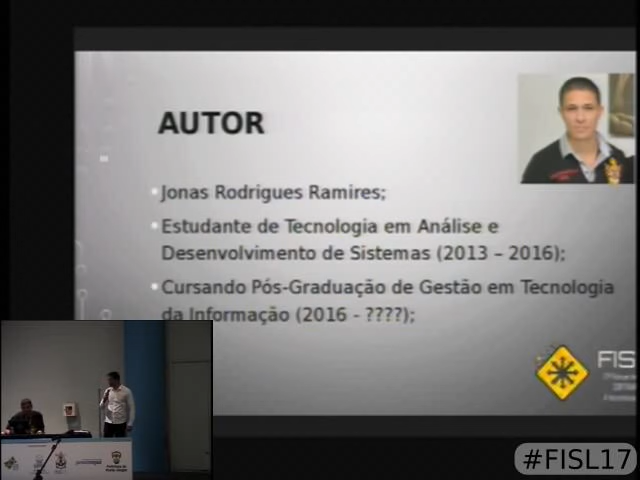 AUTOR
Jonas Rodrigues Ramires;
Estudante de Tecnologia em Análise e
Desenvolvimento de Sistemas (2013 – 2016);
Cursando Pós-Graduação de Gestão em Tecnologia
da Informação (2016 - ????);
FIS
#FISL17